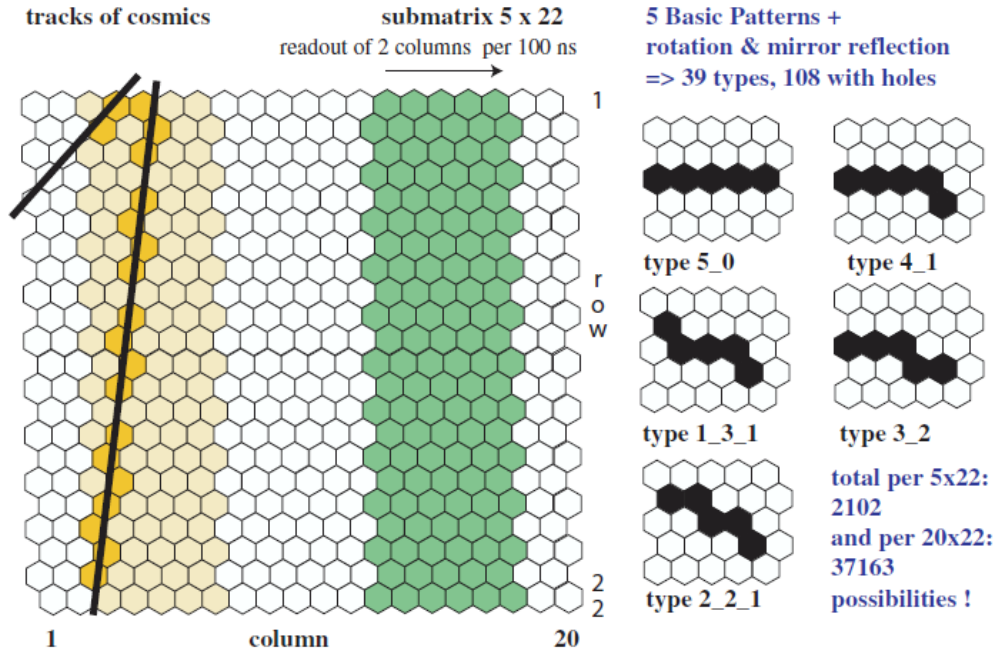 tracks of cosmics
submatrix 5 x 22
readout of 2 columns per 100 ns
1
r
o
w
2
2
1
column
20
5 Basic Patterns +
rotation & mirror reflection
=> 39 types, 108 with holes
type 5_0
type 4_1
type 1_3_1
type 3_2
type 2_2_1
total per 5x22:
2102
and per 20x22:
37163
possibilities !